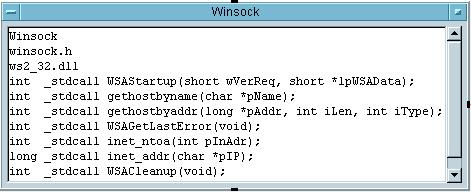 Winsock
Winsock
winsock.h
ws2_32.dll
int  _stdcall WSAStartup(short wVerReq, short *lpWSAData);
int  _stdcall gethostbyname(char *pName);
int  _stdcall gethostbyaddr(long *pAddr, int iLen, int iType);
int  _stdcall WSAGetLastError(void);
int  _stdcall inet_ntoa(int pInAdr);
long _stdcall inet_addr(char *pIP);
int  _stdcall WSACleanup(void);